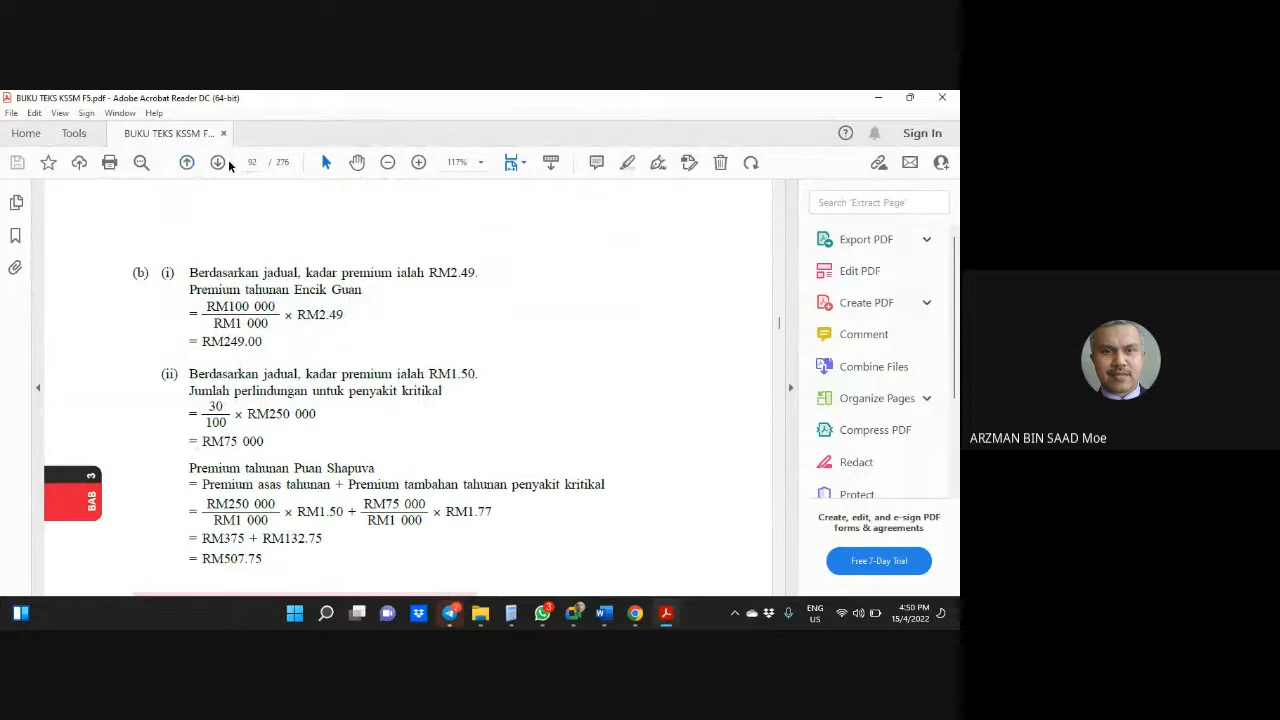 BUKU TEKS KSSM F5.pdf - Adobe Acrobat Reader DC (64-bit)
File Edit View Sign Window Help
Home Tools BUKU TEKS KSSM F... × Sign In
92 / 276 117%
Search 'Extract Page'
Export PDF
Edit PDF
Create PDF
Comment
Combine Files
Organize Pages
Compress PDF
Redact
Protect
Create, edit, and e-sign PDF
forms & agreements
Free 7-Day Trial
(b) (i) Berdasarkan jadual, kadar premium ialah RM2.49.
Premium tahunan Encik Guan
= RM100 000 / RM1 000 × RM2.49
= RM249.00
(ii) Berdasarkan jadual, kadar premium ialah RM1.50.
Jumlah perlindungan untuk penyakit kritikal
= 30 / 100 × RM250 000
= RM75 000
Premium tahunan Puan Shapuva
= Premium asas tahunan + Premium tambahan tahunan penyakit kritikal
= RM250 000 / RM1 000 × RM1.50 + RM75 000 / RM1 000 × RM1.77
= RM375 + RM132.75
= RM507.75
BAB 3
ARZMAN BIN SAAD Moe
2
3
ENG
US
4:50 PM
15/4/2022